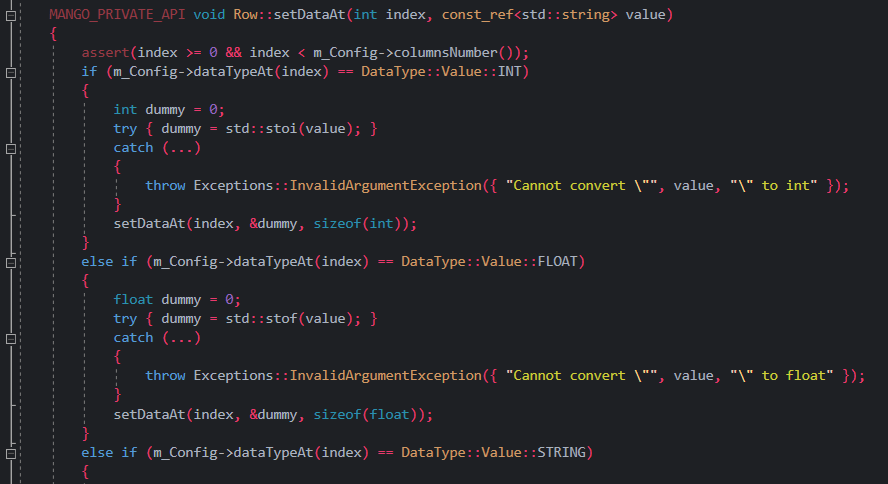 MANGO_PRIVATE_API void Row::setDataAt(int index, const_ref<std::string> value)
{
assert(index >= 0 && index < m_Config->columnsNumber());
if (m_Config->dataTypeAt(index) == DataType::Value::INT)
{
int dummy = 0;
try { dummy = std::stoi(value); }
catch (...)
{
throw Exceptions::InvalidArgumentException({ "Cannot convert \"", value, "\" to int" });
}
setDataAt(index, &dummy, sizeof(int));
}
else if (m_Config->dataTypeAt(index) == DataType::Value::FLOAT)
{
float dummy = 0;
try { dummy = std::stof(value); }
catch (...)
{
throw Exceptions::InvalidArgumentException({ "Cannot convert \"", value, "\" to float" });
}
setDataAt(index, &dummy, sizeof(float));
}
else if (m_Config->dataTypeAt(index) == DataType::Value::STRING)
{